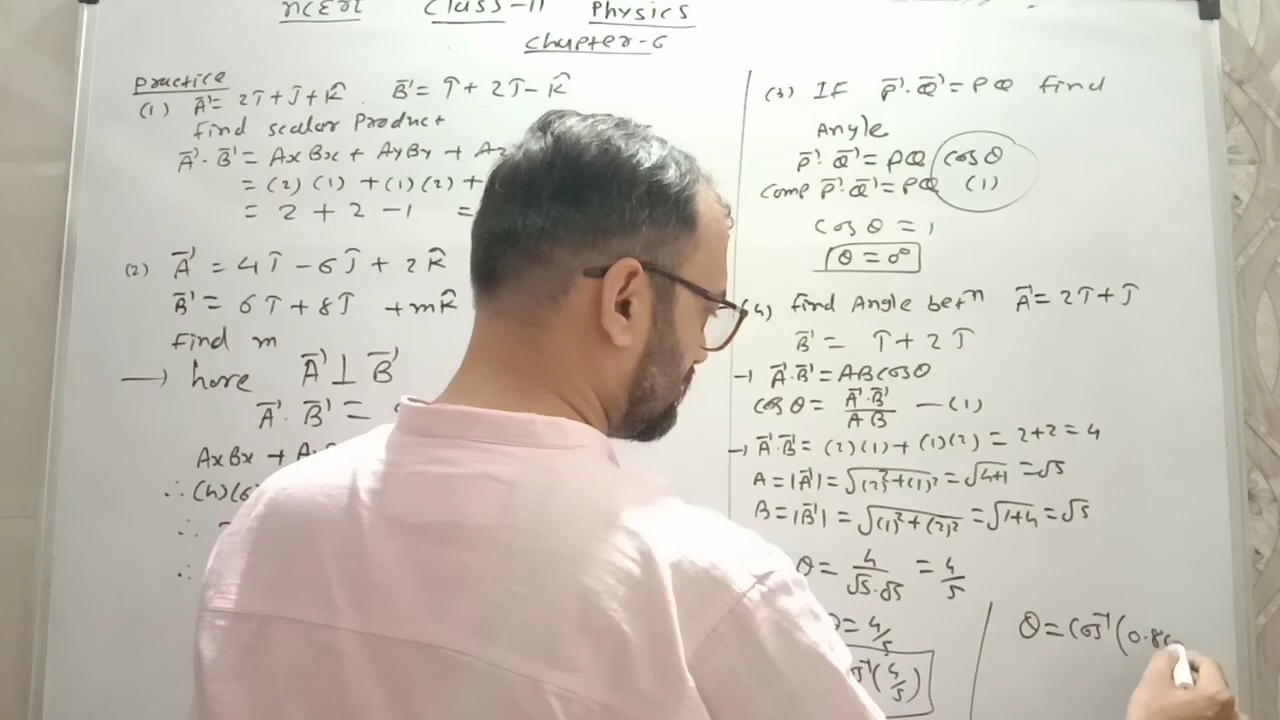 NCERT Class-11 Physics
Chapter-6
Practice
(1) A⃗ = 2î + ĵ + k̂ B⃗ = î + 2ĵ - k̂
find scalar Product
A⃗ · B⃗ = AxBx + AyBy + Az
= (2) (1) + (1) (2) +
= 2 + 2 - 1 =
(2) A⃗ = 4î - 6ĵ + 2k̂
B⃗ = 6î + 8ĵ + mk̂
Find m
→ here A⃗ ⊥ B⃗
A⃗ · B⃗ =
AxBx + A
∴ (4)(6
∴
∴
(3) IF P⃗ · Q⃗ = PQ find
Angle
P⃗ · Q⃗ = PQ cos θ
comp P⃗ · Q⃗ = PQ (1)
cos θ = 1
θ = 0°
(4) find Angle betn A⃗ = 2î + ĵ
B⃗ = î + 2ĵ
→ A⃗ · B⃗ = AB cos θ
cos θ = A⃗ · B⃗ / AB — (1)
→ A⃗ · B⃗ = (2)(1) + (1)(2) = 2+2 = 4
A = |A⃗| = √(2)²+(1)² = √4+1 = √5
B = |B⃗| = √(1)²+(2)² = √1+4 = √5
θ = 4/√5·√5 = 4/5
= 4/5
s⁻¹(4/5)
θ = cos⁻¹(0.8